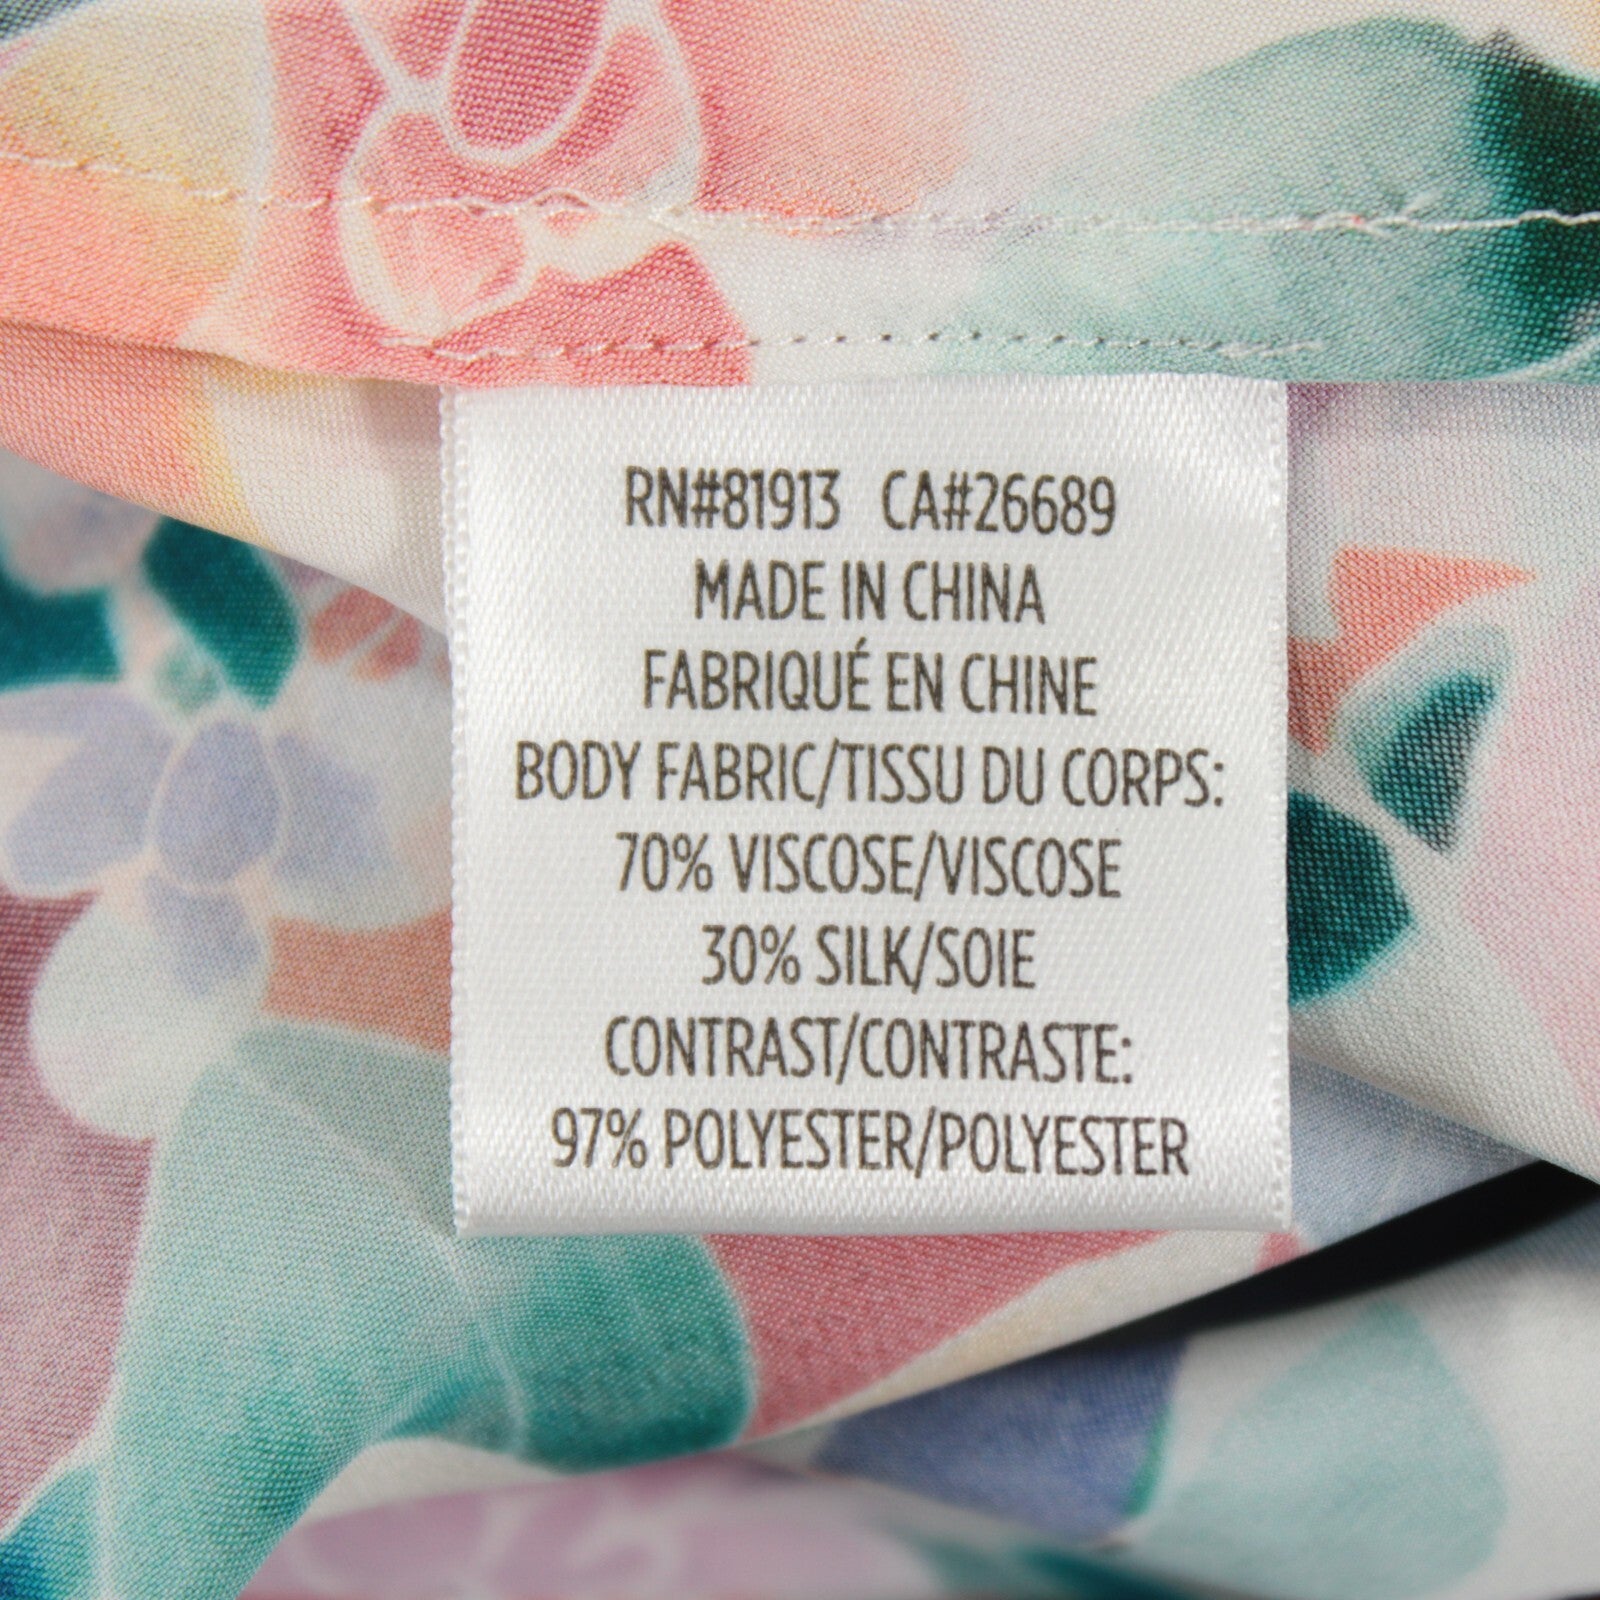 RN#81913 CA#26689
MADE IN CHINA
FABRIQUÉ EN CHINE
BODY FABRIC/TISSU DU CORPS:
70% VISCOSE/VISCOSE
30% SILK/SOIE
CONTRAST/CONTRASTE:
97% POLYESTER/POLYESTER